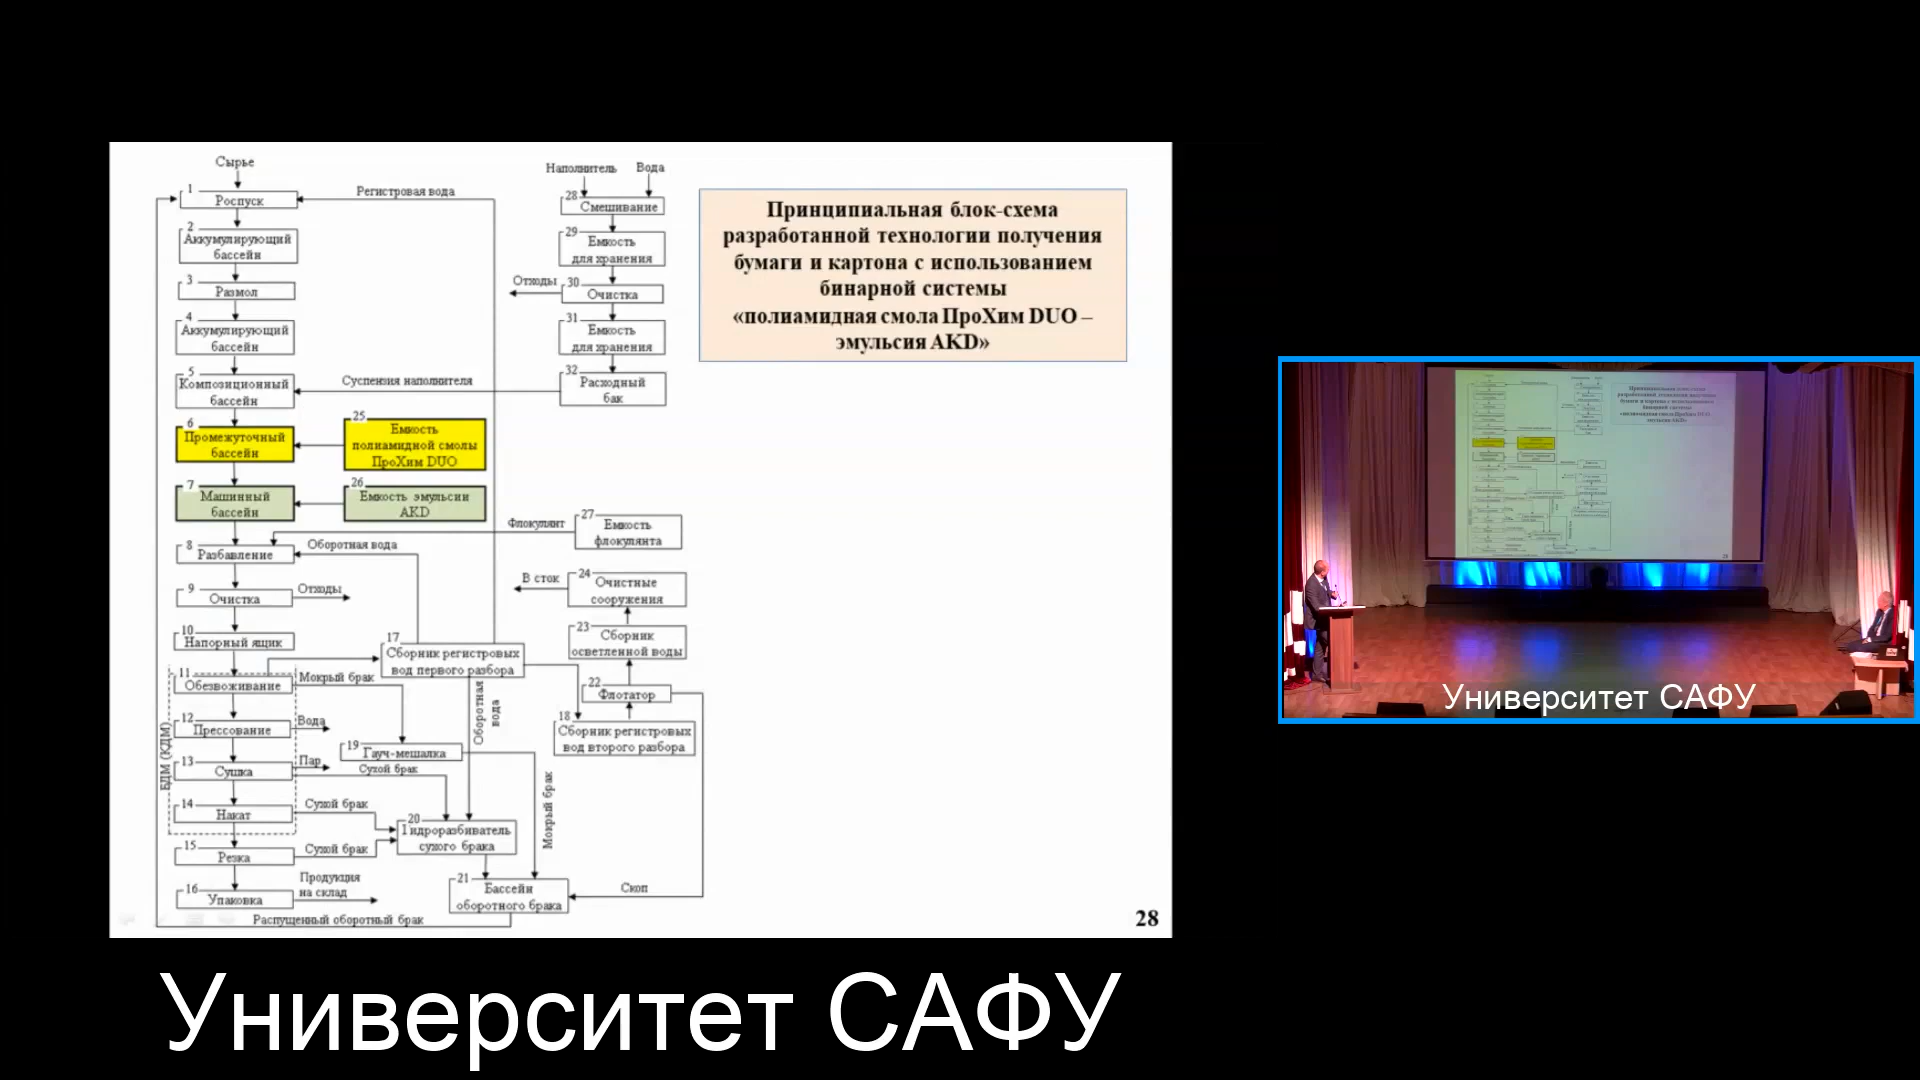 Сырье
1
Роспуск
Регистровая вода
2
Аккумулирующий
бассейн
3
Размол
4
Аккумулирующий
бассейн
5
Композиционный
бассейн
Суспензия наполнителя
6
Промежуточный
бассейн
25
Емкость
полиамидной смолы
ПроХим DUO
7
Машинный
бассейн
26
Емкость эмульсии
AKD
8
Разбавление
Оборотная вода
Флокулянт
27
Емкость
флокулянта
9
Очистка
Отходы
10
Напорный ящик
11
Обезвоживание
Мокрый брак
12
Прессование
Вода
13
Сушка
Пар
Сухой брак
14
Накат
Сухой брак
БДМ (КДМ)
15
Резка
Сухой брак
16
Упаковка
Продукция
на склад
Распущенный оборотный брак
17
Сборник регистровых
вод первого разбора
Оборотная
вода
18
Сборник регистровых
вод второго разбора
19
Гауч-мешалка
Мокрый брак
20
Гидроразбиватель
сухого брака
21
Бассейн
оборотного брака
Скоп
22
Флотатор
23
Сборник
осветленной воды
24
Очистные
сооружения
В сток
Наполнитель
Вода
28
Смешивание
29
Емкость
для хранения
30
Очистка
Отходы
31
Емкость
для хранения
32
Расходный
бак
Принципиальная блок-схема
разработанной технологии получения
бумаги и картона с использованием
бинарной системы
«полиамидная смола ПроХим DUO –
эмульсия AKD»
28
Университет САФУ
Университет САФУ